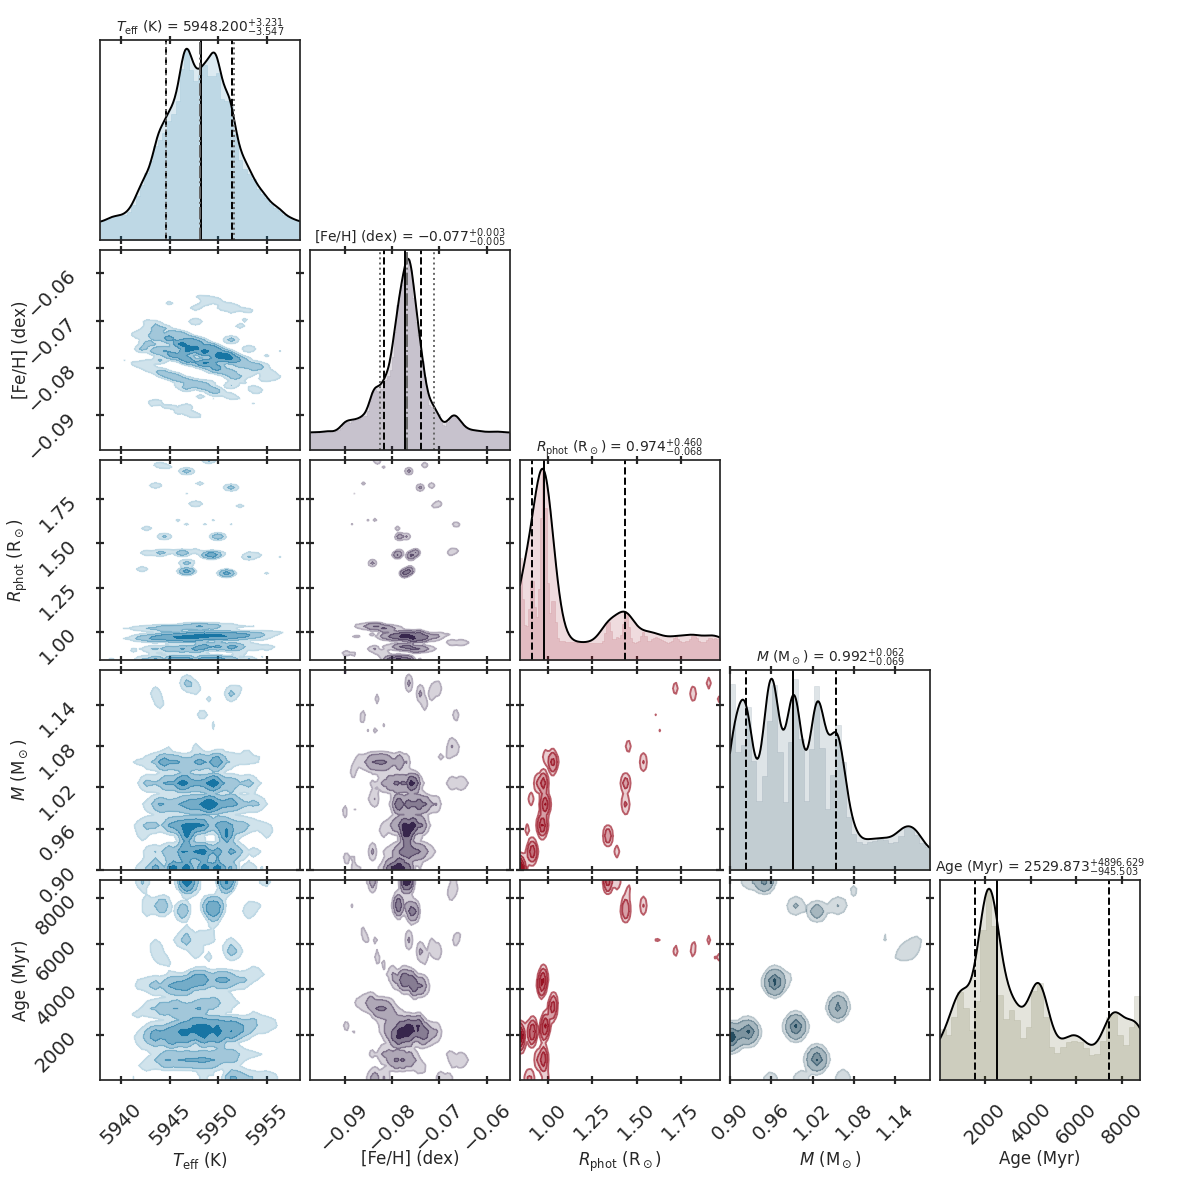 T_eff (K) = 5948.200^{+3.231}_{−3.547}
[Fe/H] (dex) = −0.077^{+0.003}_{−0.005}
[Fe/H] (dex)
−0.06
−0.07
−0.08
−0.09
R_phot (R_⊙) = 0.974^{+0.460}_{−0.068}
R_phot (R_⊙)
1.75
1.50
1.25
1.00
M (M_⊙) = 0.992^{+0.062}_{−0.069}
M (M_⊙)
1.14
1.08
1.02
0.96
0.90
Age (Myr) = 2529.873^{+4896.629}_{−945.503}
Age (Myr)
8000
6000
4000
2000
5940 5945 5950 5955
−0.09 −0.08 −0.07 −0.06
1.00 1.25 1.50 1.75
0.90 0.96 1.02 1.08 1.14
2000 4000 6000 8000
T_eff (K)
[Fe/H] (dex)
R_phot (R_⊙)
M (M_⊙)
Age (Myr)